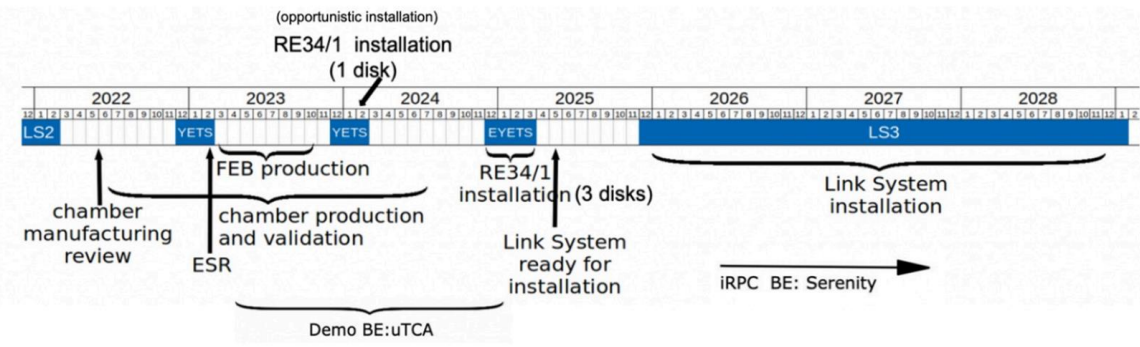 (opportunistic installation)
RE34/1 installation
(1 disk)
2022 2023 2024 2025 2026 2027 2028
12 1 2 3 4 5 6 7 8 9 10 11 12 1 2 3 4 5 6 7 8 9 10 11 12 1 2 3 4 5 6 7 8 9 10 11 12 1 2 3 4 5 6 7 8 9 10 11 12 1 2 3 4 5 6 7 8 9 10 11 12 1 2 3 4 5 6 7 8 9 10 11 12 1 2 3 4 5 6 7 8 9 10 11 12 1 2
LS2 YETS YETS EYETS LS3
FEB production
RE34/1
installation (3 disks)
Link System
installation
chamber
manufacturing
review
chamber production
and validation
ESR
Link System
ready for
installation
iRPC BE: Serenity
Demo BE:uTCA